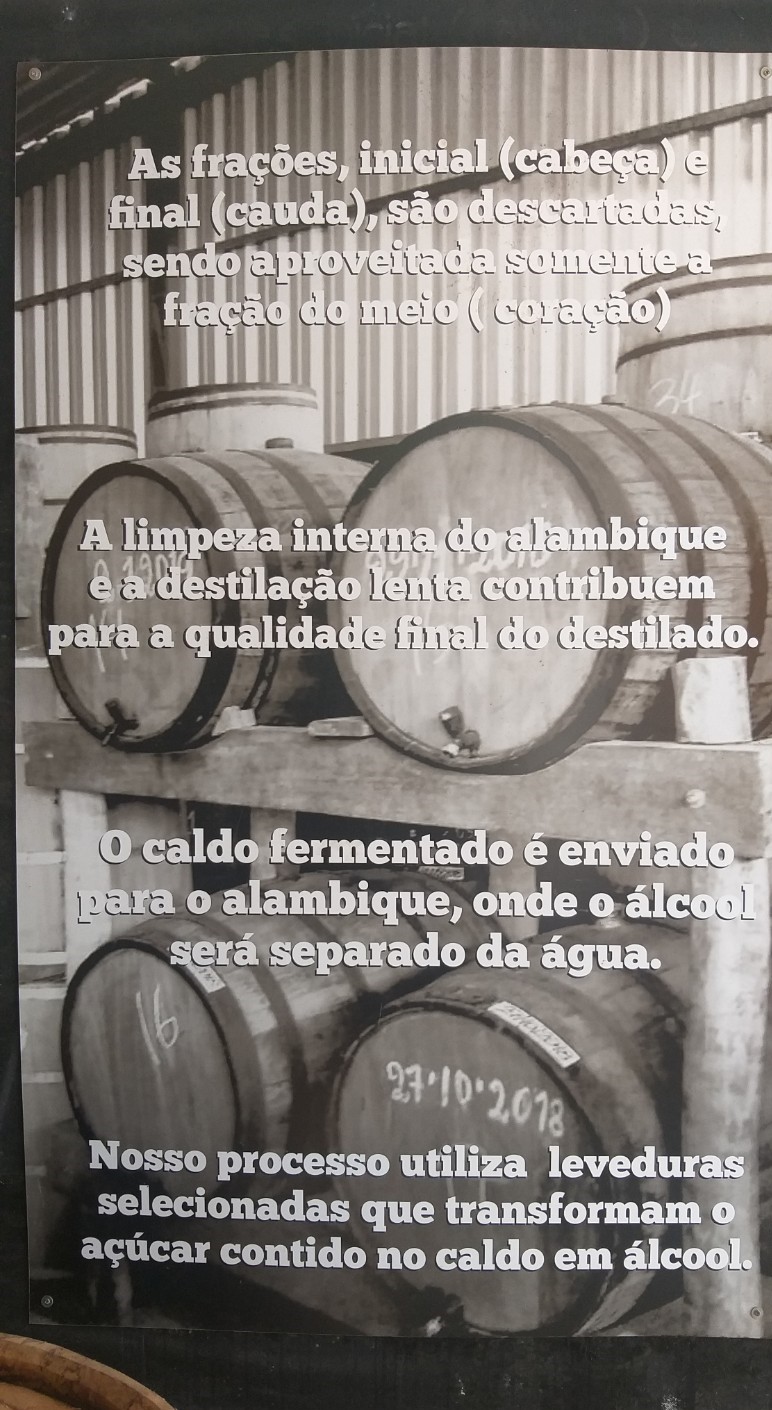 As frações, inicial (cabeça) e
final (cauda), são descartadas,
sendo aproveitada somente a
fração do meio ( coração)
34
A limpeza interna do alambique
e a destilação lenta contribuem
para a qualidade final do destilado.
O caldo fermentado é enviado
para o alambique, onde o álcool
será separado da água.
16
27·10·2018
Nosso processo utiliza leveduras
selecionadas que transformam o
açúcar contido no caldo em álcool.